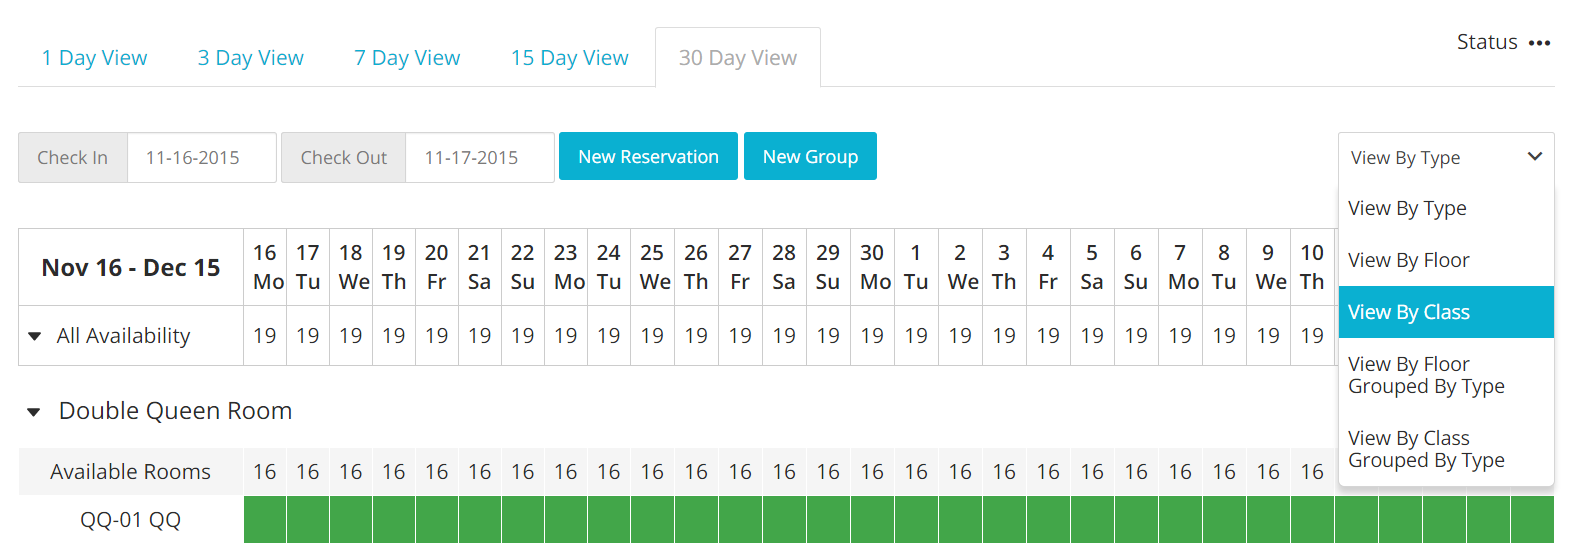 1 Day View 3 Day View 7 Day View 15 Day View 30 Day View Status •••
Check In 11-16-2015 Check Out 11-17-2015 New Reservation New Group View By Type
View By Type
View By Floor
View By Class
View By Floor
Grouped By Type
View By Class
Grouped By Type
Nov 16 - Dec 15
16 17 18 19 20 21 22 23 24 25 26 27 28 29 30 1 2 3 4 5 6 7 8 9 10
Mo Tu We Th Fr Sa Su Mo Tu We Th Fr Sa Su Mo Tu We Th Fr Sa Su Mo Tu We Th
All Availability 19 19 19 19 19 19 19 19 19 19 19 19 19 19 19 19 19 19 19 19 19 19 19 19 19
Double Queen Room
Available Rooms 16 16 16 16 16 16 16 16 16 16 16 16 16 16 16 16 16 16 16 16 16 16 16 16 16
QQ-01 QQ